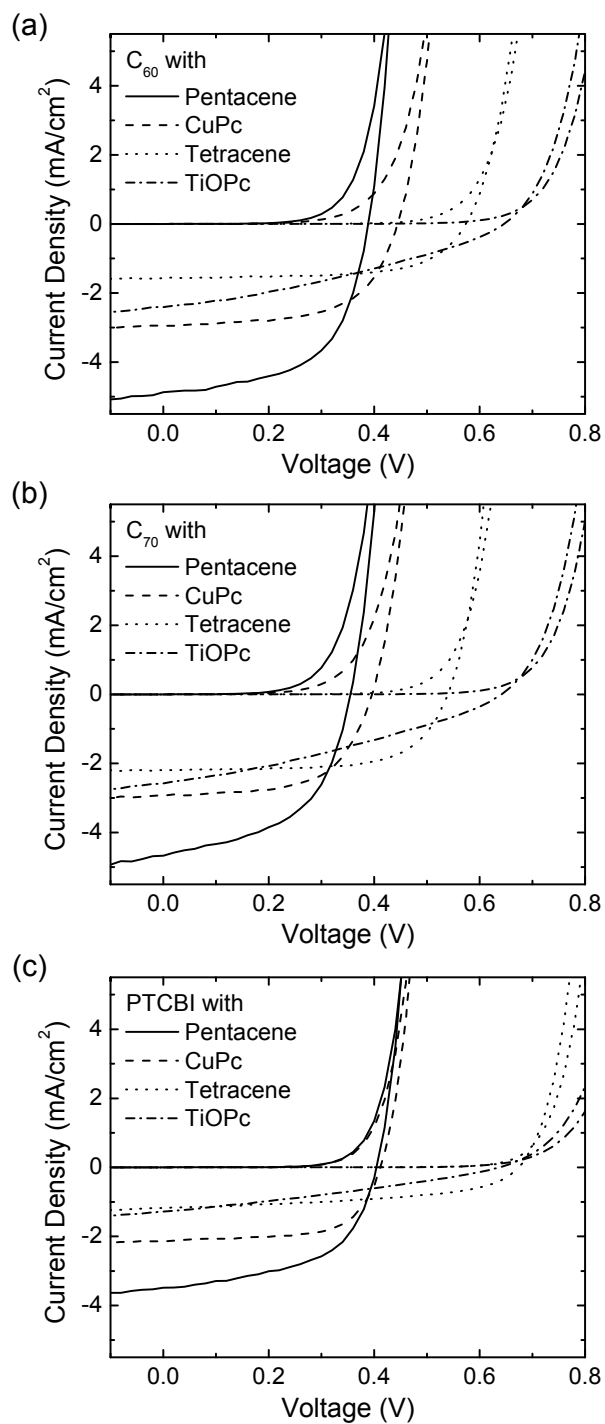 (a)
C₆₀ with
Pentacene
CuPc
Tetracene
TiOPc
4
2
0
-2
-4
Current Density (mA/cm²)
0.0 0.2 0.4 0.6 0.8
Voltage (V)
(b)
C₇₀ with
Pentacene
CuPc
Tetracene
TiOPc
4
2
0
-2
-4
Current Density (mA/cm²)
0.0 0.2 0.4 0.6 0.8
Voltage (V)
(c)
PTCBI with
Pentacene
CuPc
Tetracene
TiOPc
4
2
0
-2
-4
Current Density (mA/cm²)
0.0 0.2 0.4 0.6 0.8
Voltage (V)